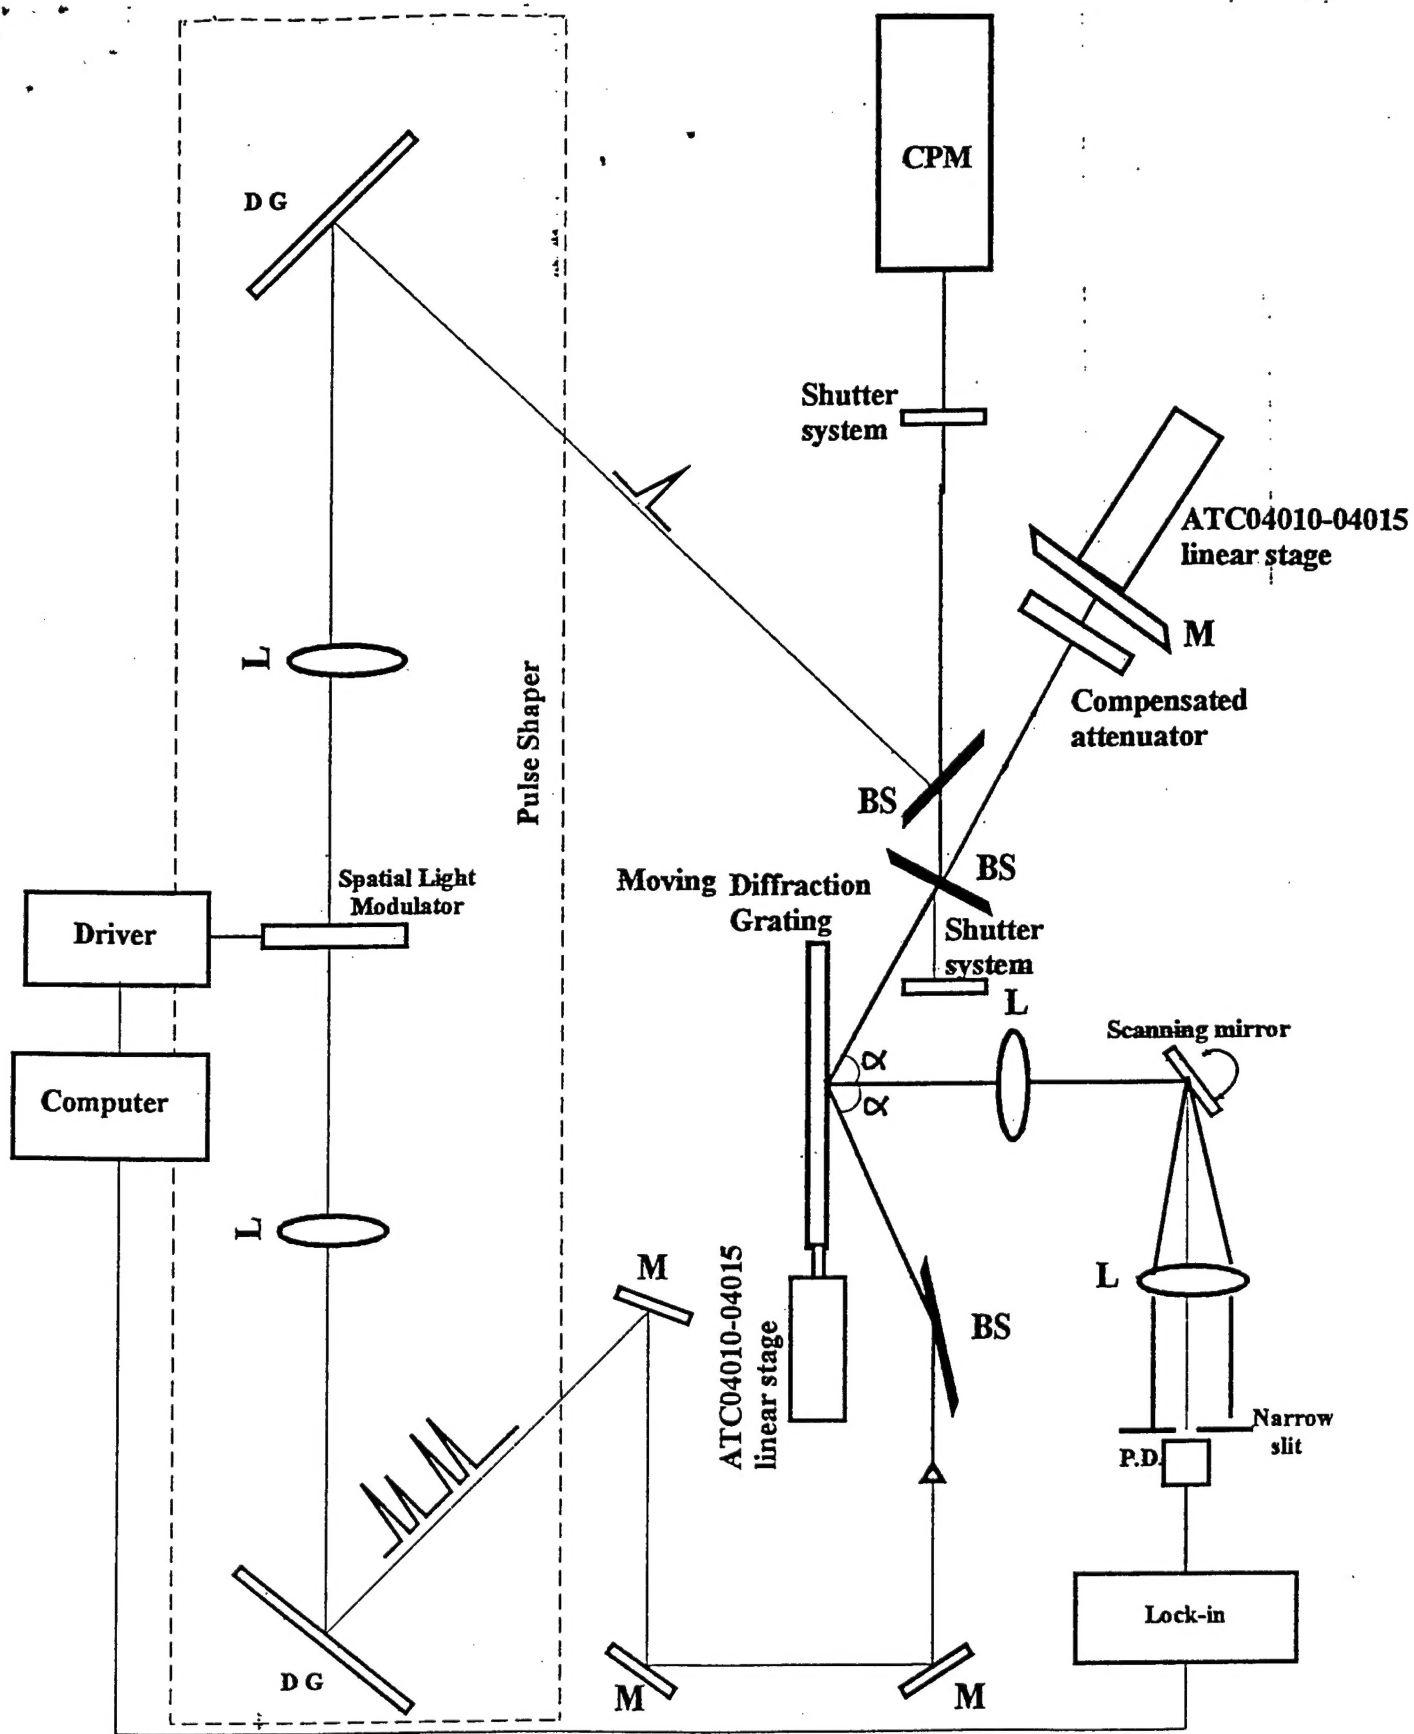 CPM
D G
Shutter
system
ATC04010-04015
linear stage
M
Compensated
attenuator
L
Pulse Shaper
BS
BS
Spatial Light
Modulator
Moving Diffraction
Grating
Driver
Shutter
system
L
Scanning mirror
α
α
Computer
L
M
ATC04010-04015
linear stage
L
BS
Narrow
slit
P.D.
Lock-in
D G
M
M